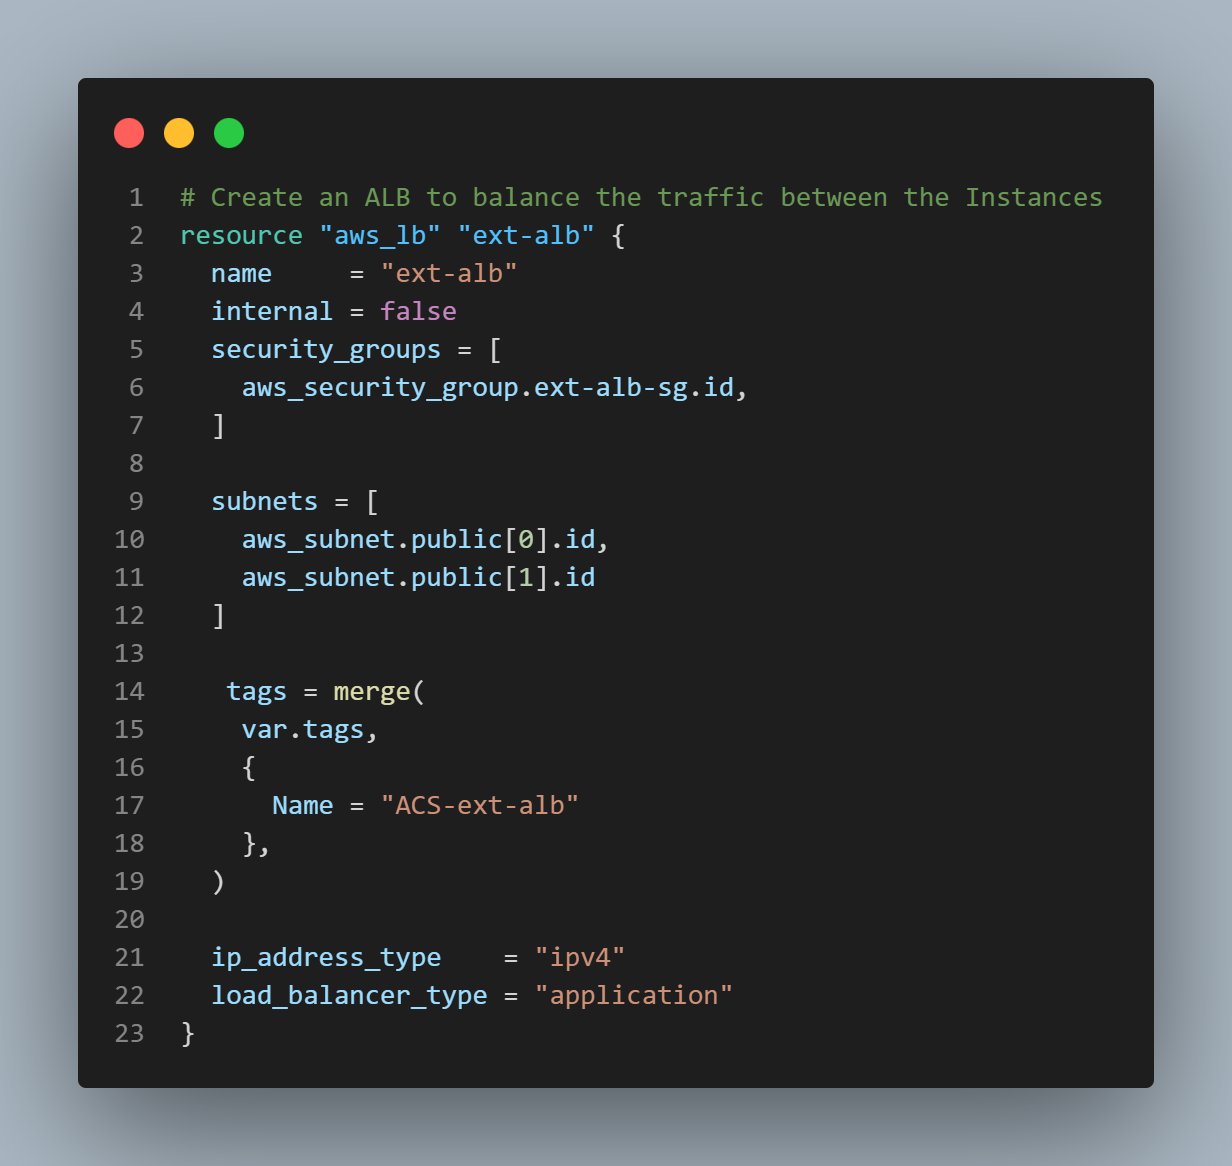 1 # Create an ALB to balance the traffic between the Instances
2 resource "aws_lb" "ext-alb" {
3   name     = "ext-alb"
4   internal = false
5   security_groups = [
6     aws_security_group.ext-alb-sg.id,
7   ]
8
9   subnets = [
10     aws_subnet.public[0].id,
11     aws_subnet.public[1].id
12   ]
13
14    tags = merge(
15     var.tags,
16     {
17       Name = "ACS-ext-alb"
18     },
19   )
20
21   ip_address_type    = "ipv4"
22   load_balancer_type = "application"
23 }